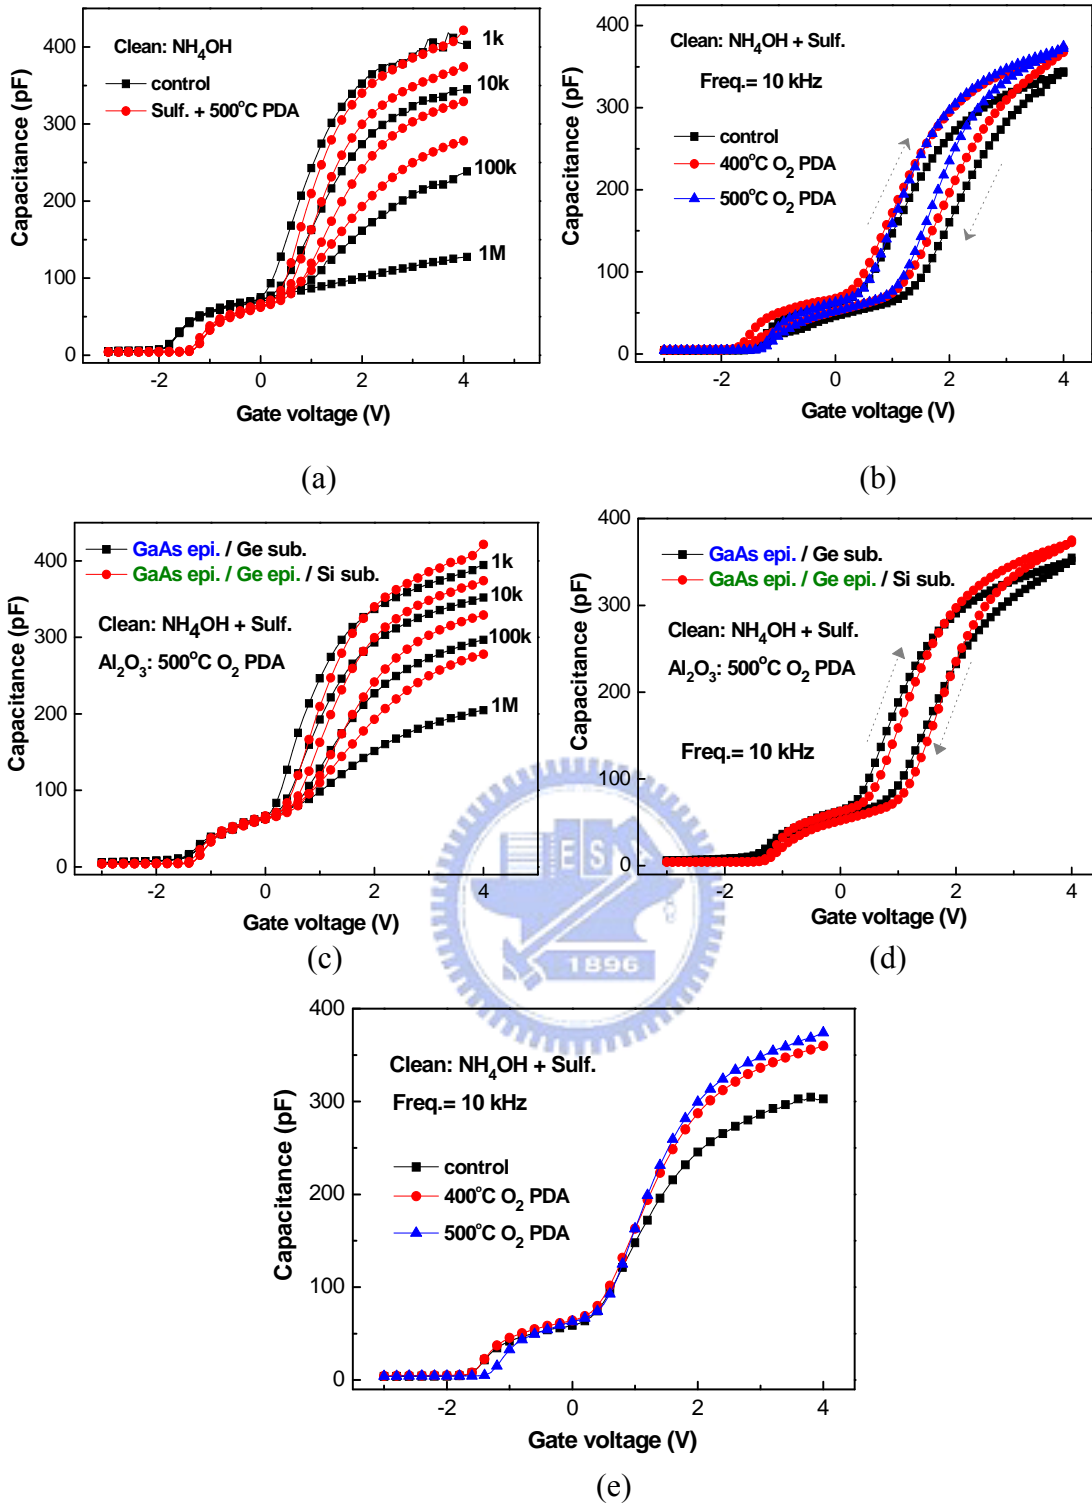 Capacitance (pF)
400
300
200
100
0
Clean: NH4OH
control
Sulf. + 500°C PDA
1k
10k
100k
1M
-2
0
2
4
Gate voltage (V)
(a)
Capacitance (pF)
400
300
200
100
0
Clean: NH4OH + Sulf.
Freq.= 10 kHz
control
400°C O2 PDA
500°C O2 PDA
-2
0
2
4
Gate voltage (V)
(b)
Capacitance (pF)
400
300
200
100
0
GaAs epi. / Ge sub.
GaAs epi. / Ge epi. / Si sub.
Clean: NH4OH + Sulf.
Al2O3: 500°C O2 PDA
1k
10k
100k
1M
-2
0
2
4
Gate voltage (V)
(c)
Capacitance (pF)
400
300
200
100
0
GaAs epi. / Ge sub.
GaAs epi. / Ge epi. / Si sub.
Clean: NH4OH + Sulf.
Al2O3: 500°C O2 PDA
Freq.= 10 kHz
-2
0
2
4
Gate voltage (V)
(d)
E S
1896
Capacitance (pF)
400
300
200
100
0
Clean: NH4OH + Sulf.
Freq.= 10 kHz
control
400°C O2 PDA
500°C O2 PDA
-2
0
2
4
Gate voltage (V)
(e)